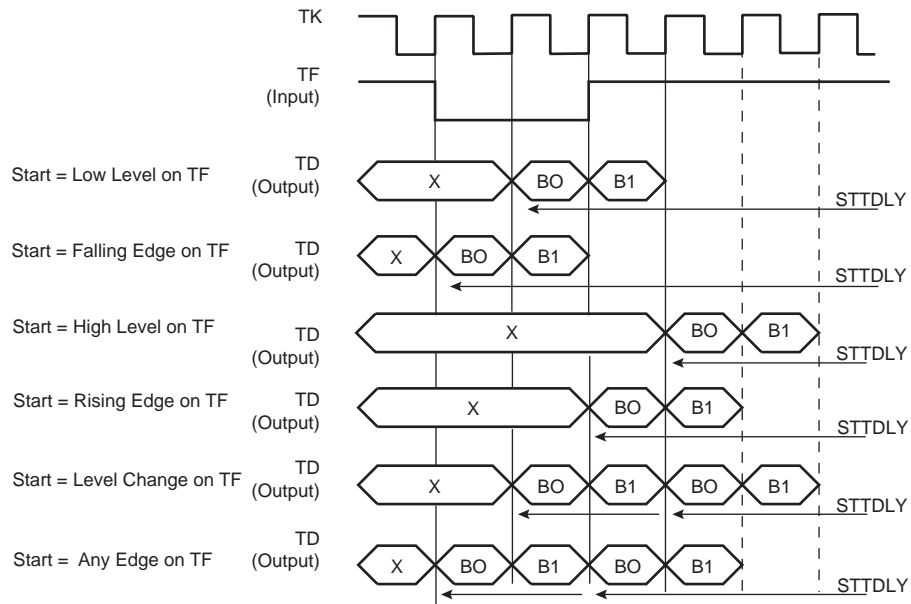 TK
TF
(Input)
Start = Low Level on TF
TD
(Output)
X
BO
B1
STTDLY
Start = Falling Edge on TF
TD
(Output)
X
BO
B1
STTDLY
Start = High Level on TF
TD
(Output)
X
BO
B1
STTDLY
Start = Rising Edge on TF
TD
(Output)
X
BO
B1
STTDLY
Start = Level Change on TF
TD
(Output)
X
BO
B1
BO
B1
STTDLY
Start = Any Edge on TF
TD
(Output)
X
BO
B1
BO
B1
STTDLY